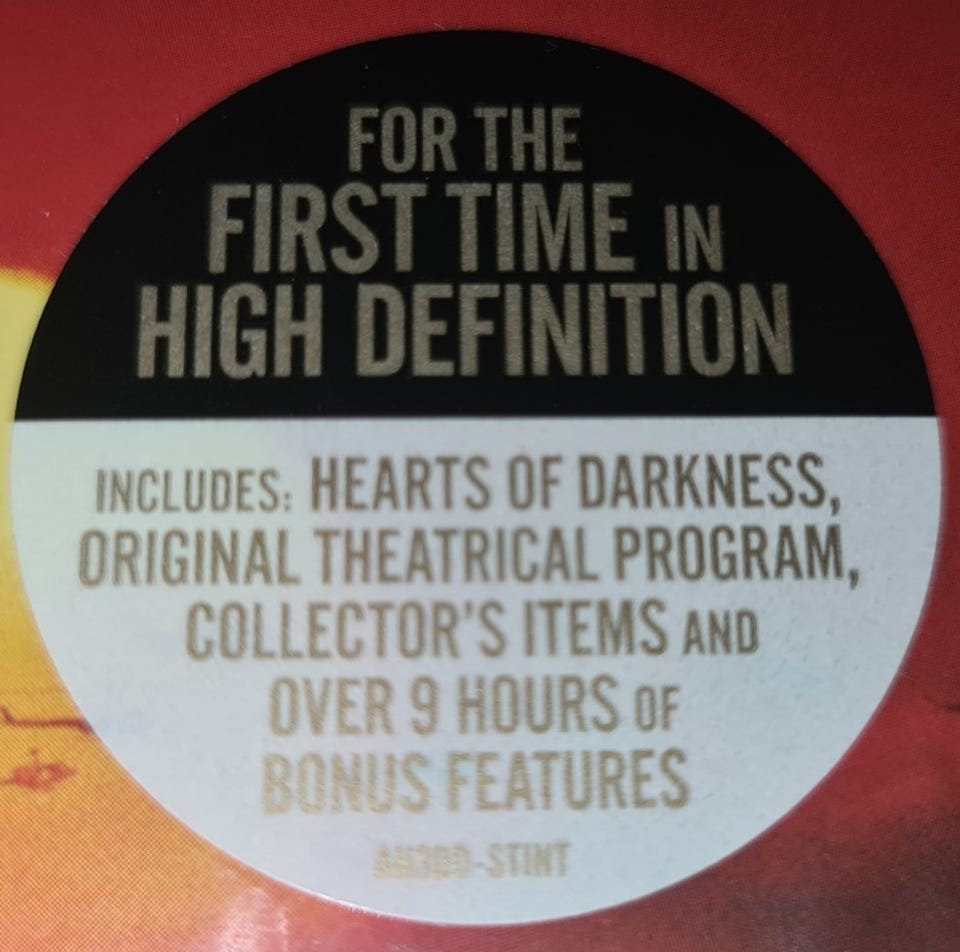 FOR THE
FIRST TIME IN
HIGH DEFINITION
INCLUDES: HEARTS OF DARKNESS,
ORIGINAL THEATRICAL PROGRAM,
COLLECTOR'S ITEMS AND
OVER 9 HOURS OF
BONUS FEATURES